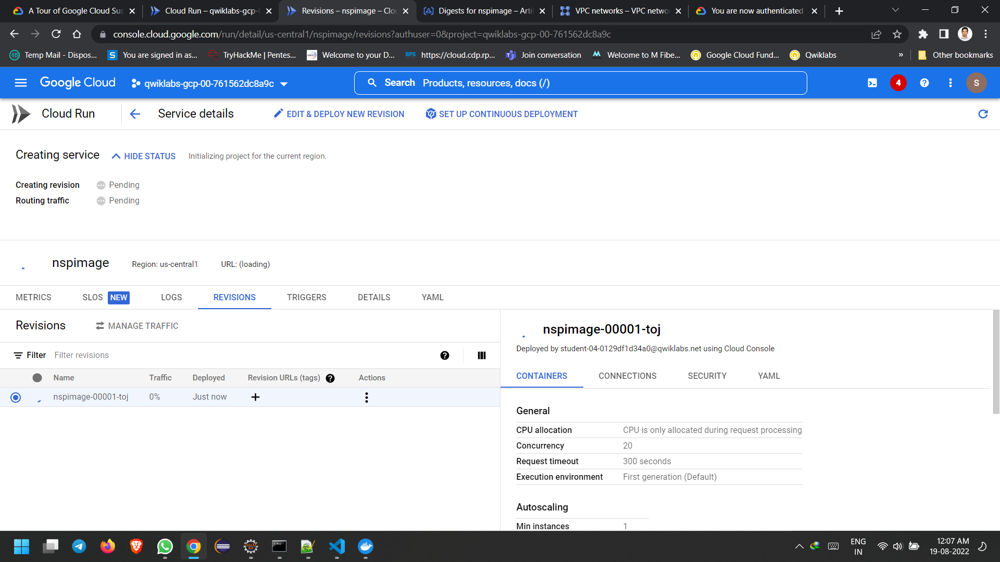 A Tour of Google Cloud Sus
Cloud Run – qwiklabs-gcp-
Revisions – nspimage – Clo
Digests for nspimage – Arti
VPC networks – VPC netwo
You are now authenticated
console.cloud.google.com/run/detail/us-central1/nspimage/revisions?authuser=0&project=qwiklabs-gcp-00-761562dc8a9c
Temp Mail - Dispos...
S
You are signed in as...
TryHackMe | Pentes...
Welcome to your D...
RPS
https://cloud.cdp.rp...
Join conversation
Welcome to M Fibe...
Google Cloud Fund...
Qwiklabs
»
Other bookmarks
Google Cloud
qwiklabs-gcp-00-761562dc8a9c
Search Products, resources, docs (/)
4
S
Cloud Run
Service details
EDIT & DEPLOY NEW REVISION
SET UP CONTINUOUS DEPLOYMENT
Creating service
HIDE STATUS
Initializing project for the current region.
Creating revision Pending
Routing traffic Pending
nspimage
Region: us-central1
URL: (loading)
METRICS
SLOS NEW
LOGS
REVISIONS
TRIGGERS
DETAILS
YAML
Revisions
MANAGE TRAFFIC
Filter Filter revisions
Name Traffic Deployed Revision URLs (tags) Actions
nspimage-00001-toj 0% Just now +
nspimage-00001-toj
Deployed by student-04-0129df1d34a0@qwiklabs.net using Cloud Console
CONTAINERS
CONNECTIONS
SECURITY
YAML
General
CPU allocation CPU is only allocated during request processing
Concurrency 20
Request timeout 300 seconds
Execution environment First generation (Default)
Autoscaling
Min instances 1
ENG
IN
12:07 AM
19-08-2022